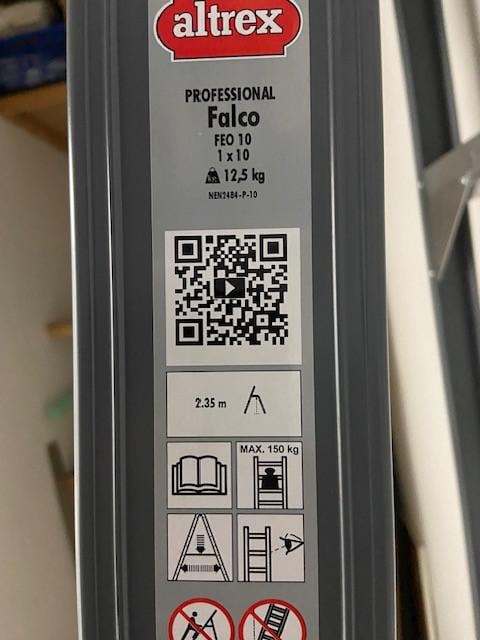 altrex
PROFESSIONAL
Falco
FEO 10
1 x 10
12,5 kg
NEN2484-P-10
2.35 m
MAX. 150 kg